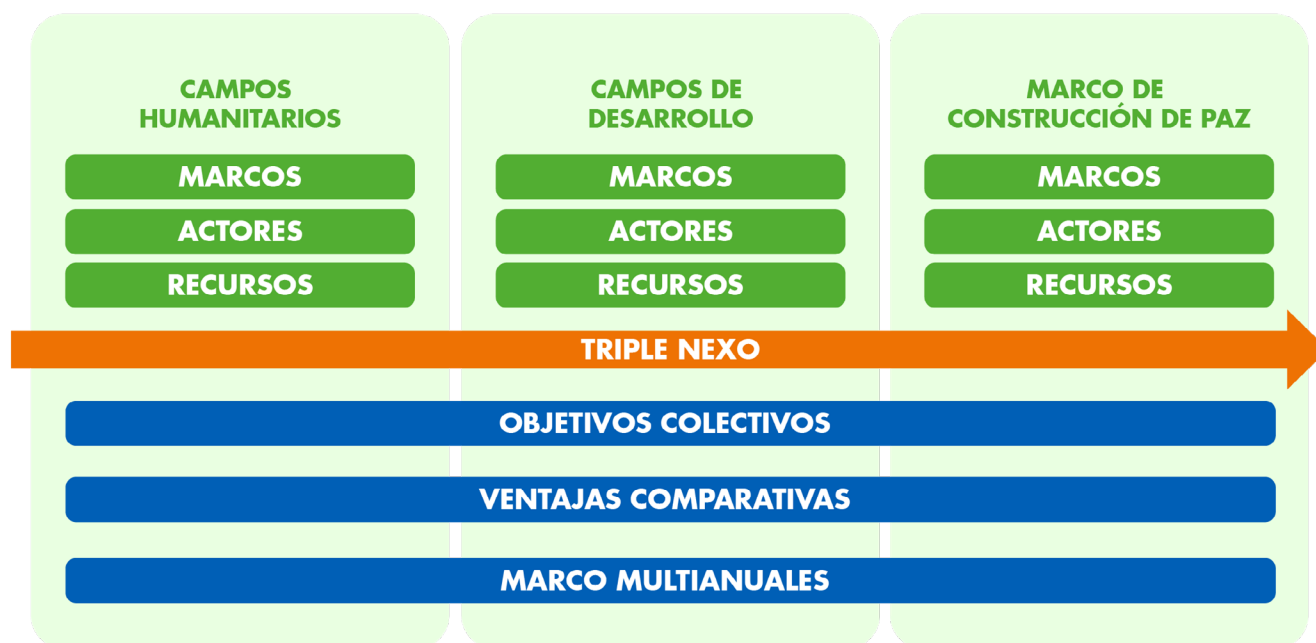 CAMPOS
HUMANITARIOS
MARCOS
ACTORES
RECURSOS
CAMPOS DE
DESARROLLO
MARCOS
ACTORES
RECURSOS
MARCO DE
CONSTRUCCIÓN DE PAZ
MARCOS
ACTORES
RECURSOS
TRIPLE NEXO
OBJETIVOS COLECTIVOS
VENTAJAS COMPARATIVAS
MARCO MULTIANUALES